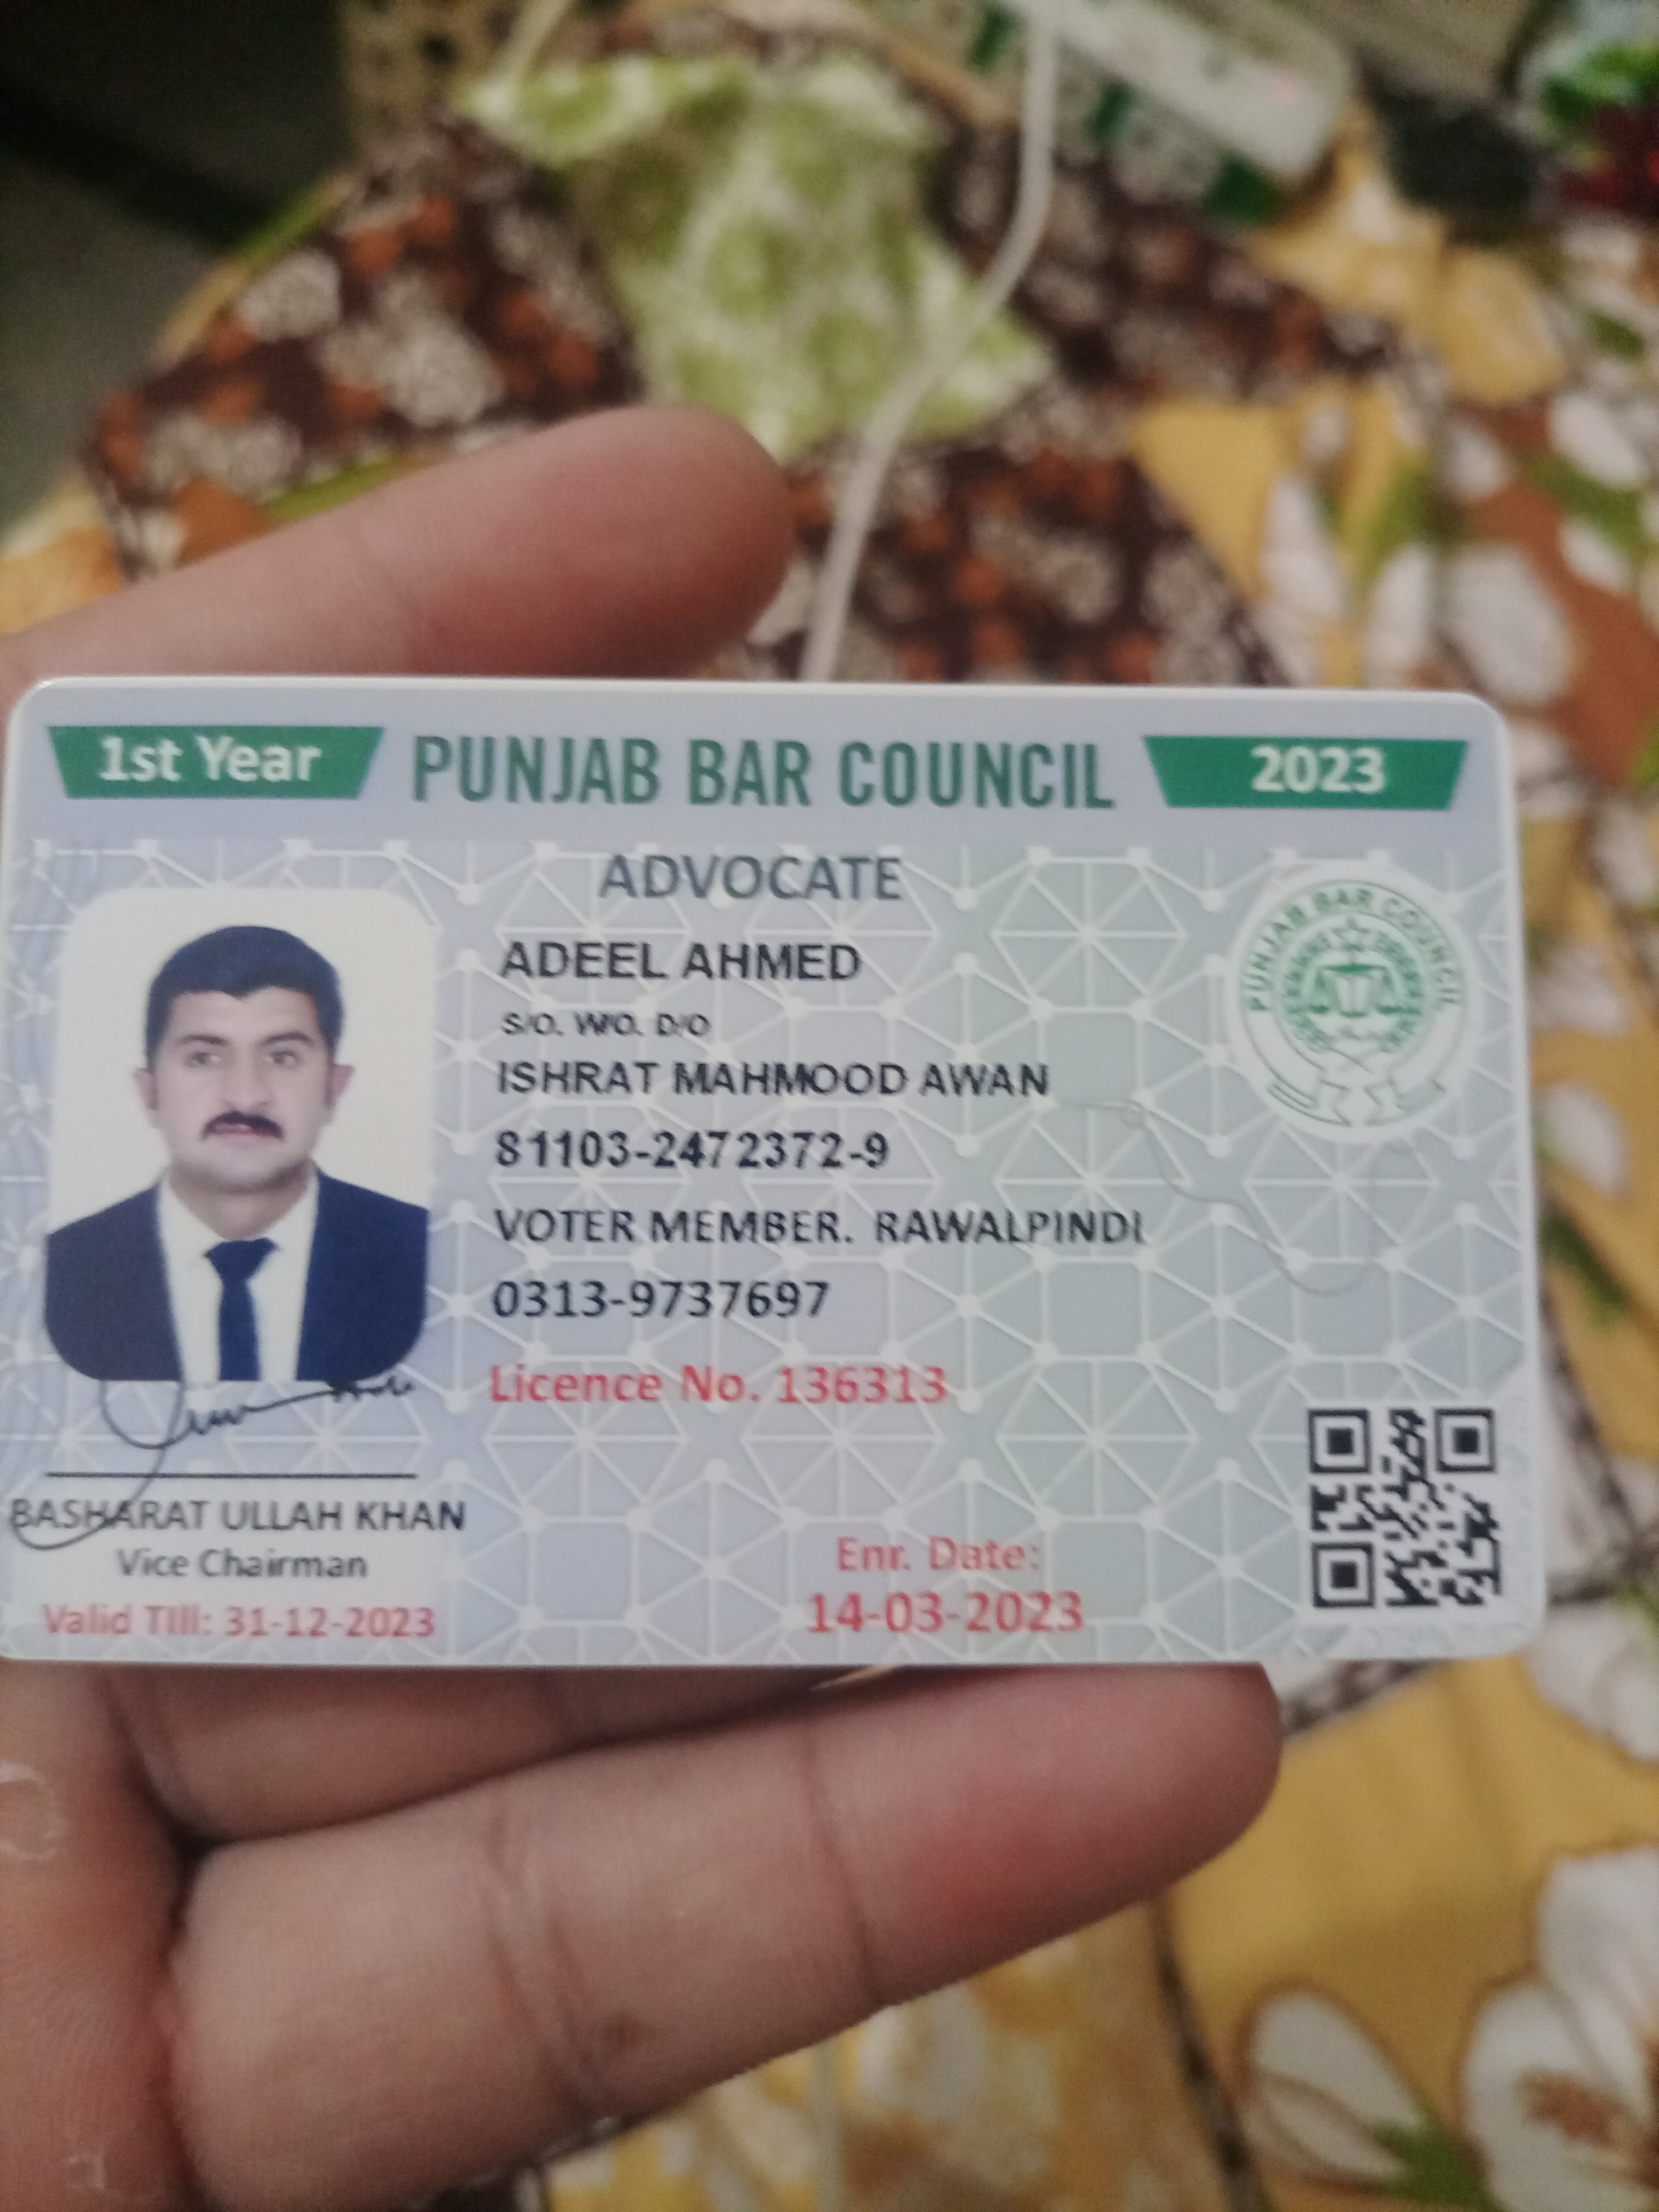 1st Year
PUNJAB BAR COUNCIL
2023
ADVOCATE
ADEEL AHMED
S/O. W/O. D/O
ISHRAT MAHMOOD AWAN
81103-2472372-9
VOTER MEMBER. RAWALPINDI
0313-9737697
Licence No. 136313
PUNJAB BAR COUNCIL
BASHARAT ULLAH KHAN
Vice Chairman
Valid TIll: 31-12-2023
Enr. Date:
14-03-2023